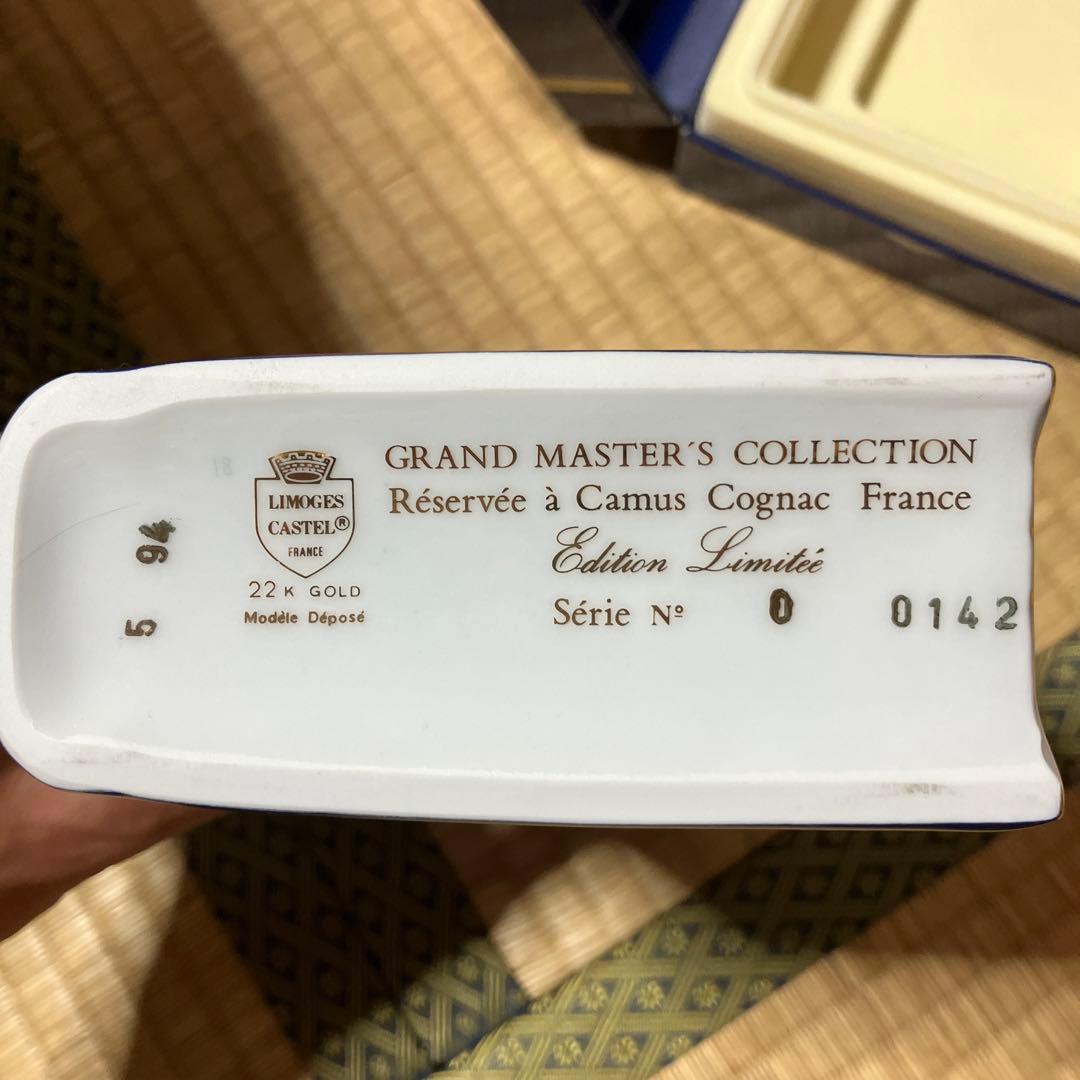 GRAND MASTER´S COLLECTION
Réservée à Camus Cognac France
Edition Limitée
Série Nº 0 0142
LIMOGES
CASTEL®
FRANCE
22 K GOLD
Modèle Déposé
5 94
18